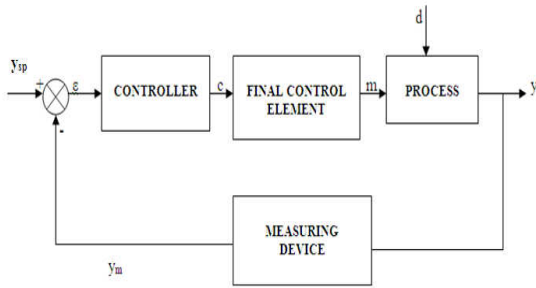 d
ysp
+
ε
CONTROLLER
c
FINAL CONTROL
ELEMENT
m
PROCESS
y
-
MEASURING
DEVICE
ym